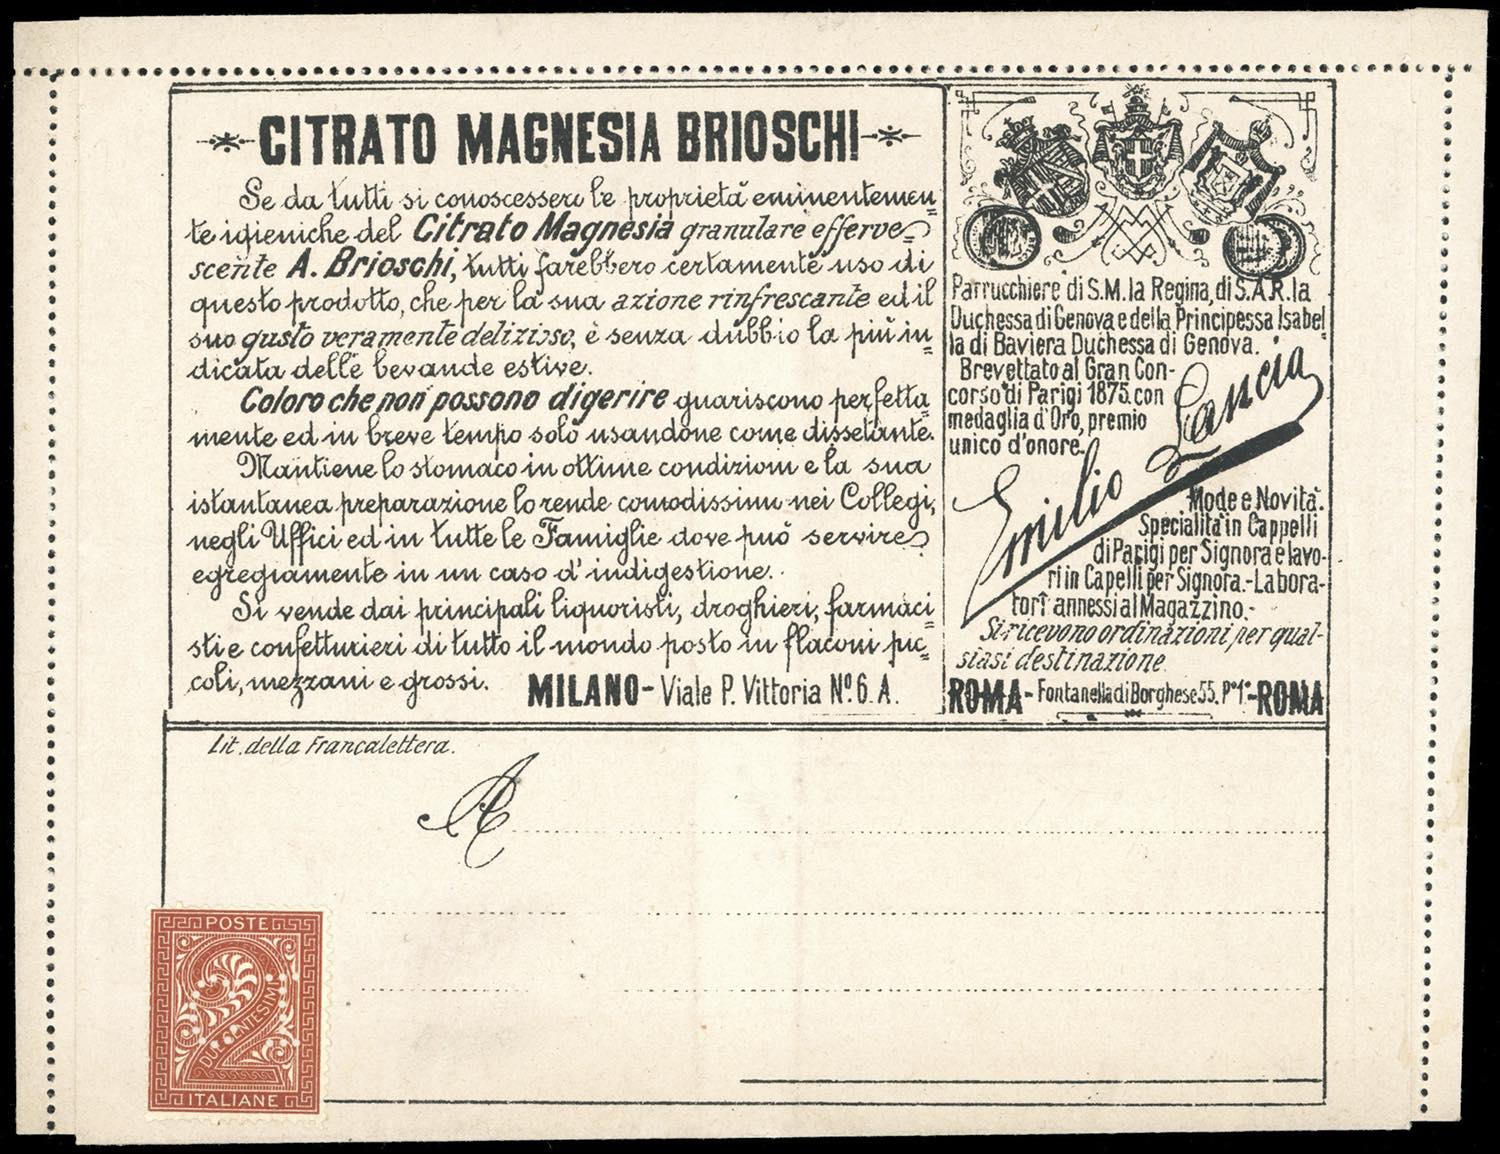 CITRATO MAGNESIA BRIOSCHI
Se da tutti si conoscessero le proprietà eminentemen=
te igieniche del Citrato Magnesia granulare efferve=
scente A. Brioschi, tutti farebbero certamente uso di
questo prodotto, che per la sua azione rinfrescante ed il
suo gusto veramente delizioso, è senza dubbio la più in=
dicata delle bevande estive.
Coloro che non possono digerire guariscono perfetta=
mente ed in breve tempo solo usandone come dissetante.
Mantiene lo stomaco in ottime condizioni e la sua
istantanea preparazione lo rende comodissimo nei Collegi,
negli Uffici ed in tutte le Famiglie dove può servire
egregiamente in un caso d'indigestione.
Si vende dai principali liquoristi, droghieri, farmaci=
sti e confetturieri di tutto il mondo posto in flaconi pic=
coli, mezzani e grossi.
MILANO - Viale P. Vittoria Nº. 6. A.
Parrucchiere di S.M. la Regina, di S.A.R. la
Duchessa di Genova e della Principessa Isabel=
la di Baviera Duchessa di Genova.
Brevettato al Gran Con-
corso di Parigi 1875. con
medaglia d'Oro, premio
unico d'onore.
Emilio Lancia
Mode e Novità.
Specialità in Cappelli
di Parigi per Signora e lavo-
ri in Capelli per Signora. - Labora-
tori annessi al Magazzino. -
Si ricevono ordinazioni per qual-
siasi destinazione.
ROMA - Fontanella di Borghese 55. Pº 1º - ROMA
Lit. della Francalettera.
A
POSTE
DUE CENTESIMI
2
ITALIANE